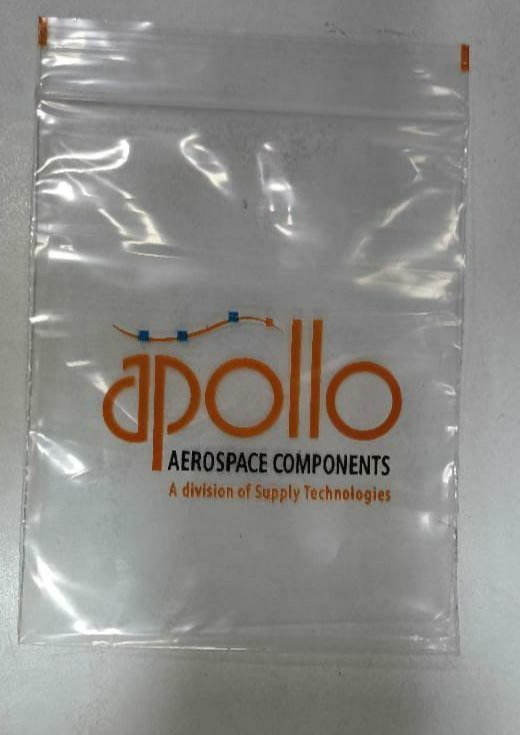 apollo
AEROSPACE COMPONENTS
A division of Supply Technologies